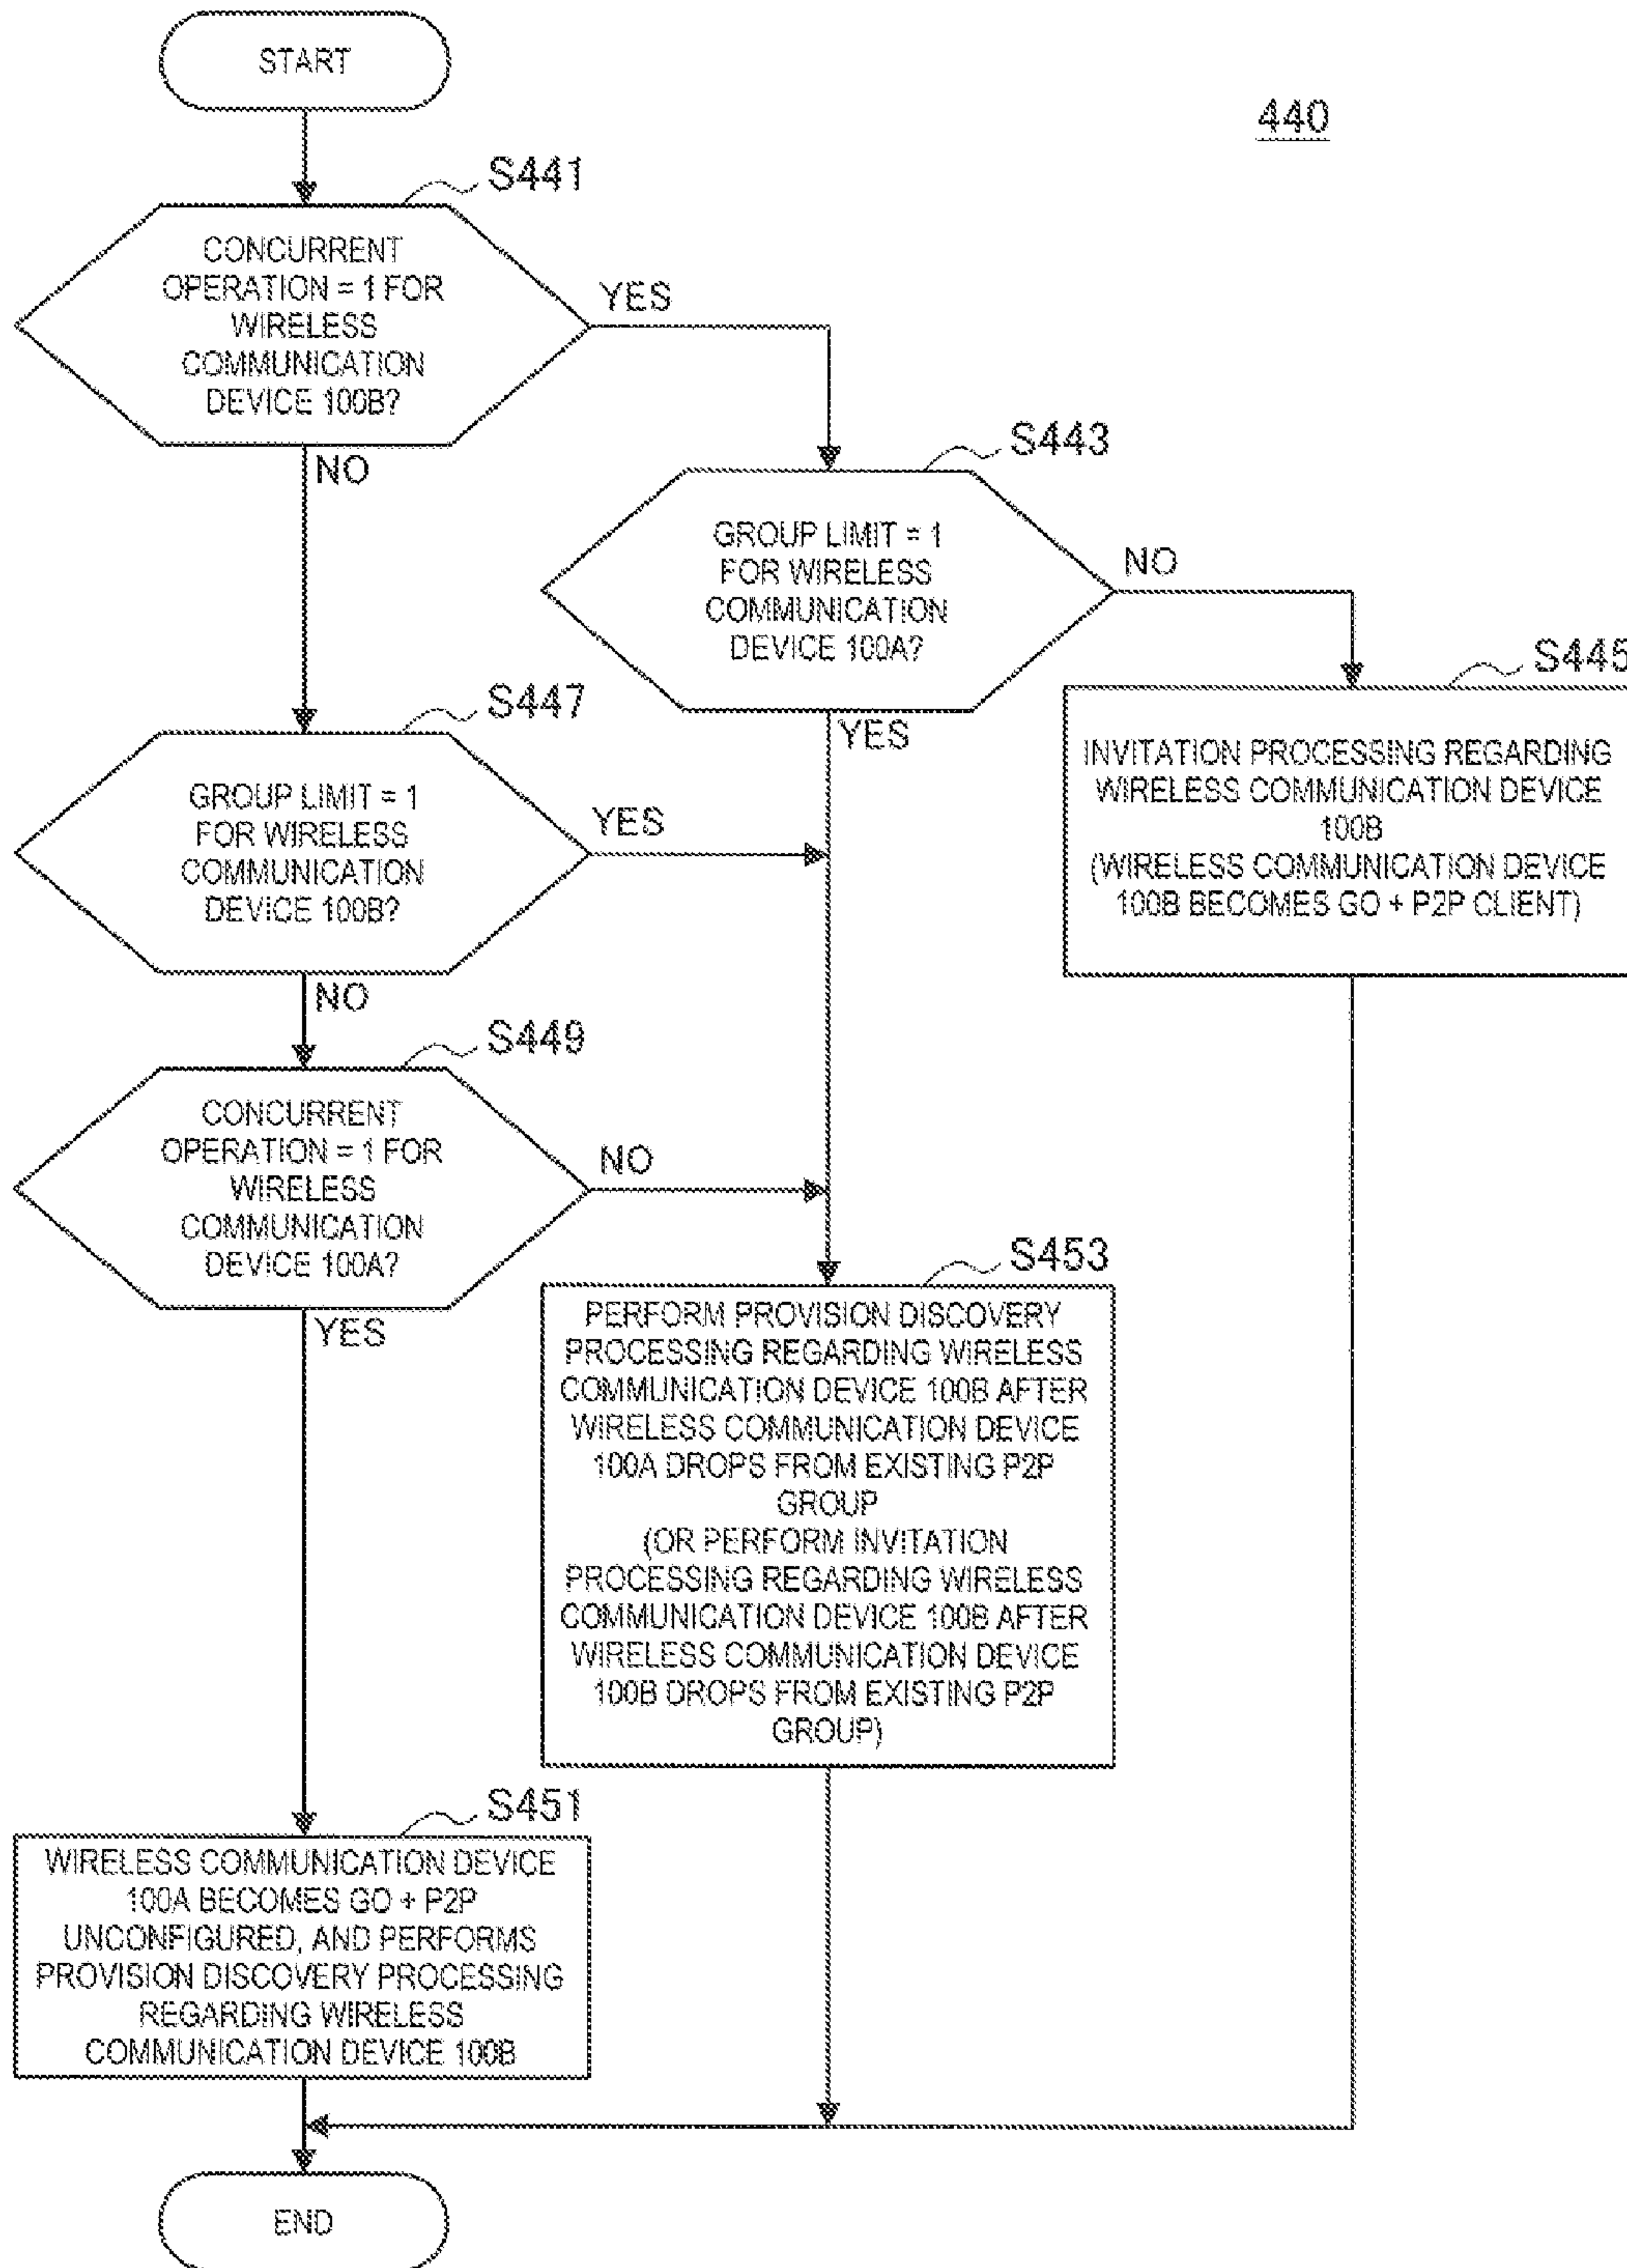 START
440
S441
CONCURRENT
OPERATION = 1 FOR
WIRELESS
COMMUNICATION
DEVICE 100B?
YES
NO
S443
GROUP LIMIT = 1
FOR WIRELESS
COMMUNICATION
DEVICE 100A?
NO
YES
S445
INVITATION PROCESSING REGARDING
WIRELESS COMMUNICATION DEVICE
100B
(WIRELESS COMMUNICATION DEVICE
100B BECOMES GO + P2P CLIENT)
S447
GROUP LIMIT = 1
FOR WIRELESS
COMMUNICATION
DEVICE 100B?
YES
NO
S449
CONCURRENT
OPERATION = 1 FOR
WIRELESS
COMMUNICATION
DEVICE 100A?
NO
YES
S453
PERFORM PROVISION DISCOVERY
PROCESSING REGARDING WIRELESS
COMMUNICATION DEVICE 100B AFTER
WIRELESS COMMUNICATION DEVICE
100A DROPS FROM EXISTING P2P
GROUP
(OR PERFORM INVITATION
PROCESSING REGARDING WIRELESS
COMMUNICATION DEVICE 100B AFTER
WIRELESS COMMUNICATION DEVICE
100B DROPS FROM EXISTING P2P
GROUP)
S451
WIRELESS COMMUNICATION DEVICE
100A BECOMES GO + P2P
UNCONFIGURED, AND PERFORMS
PROVISION DISCOVERY PROCESSING
REGARDING WIRELESS
COMMUNICATION DEVICE 100B
END